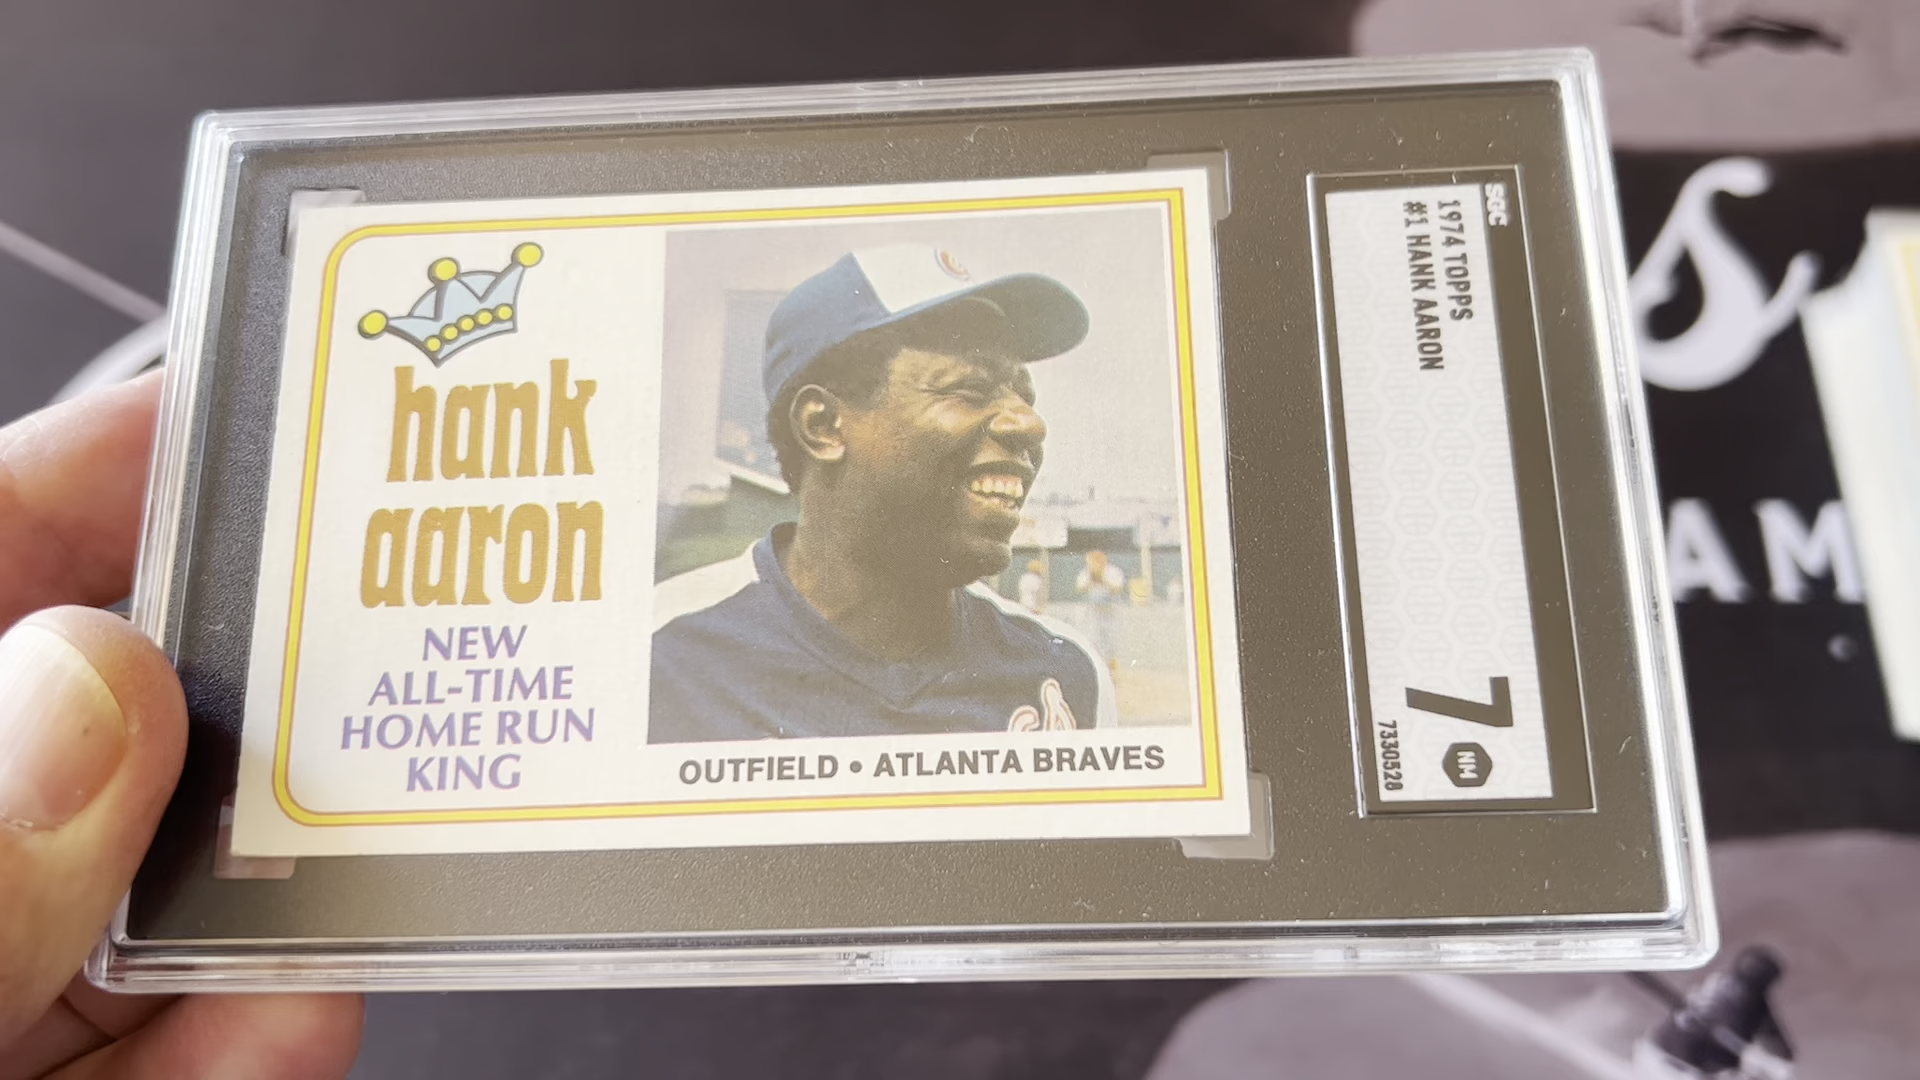 hank
aaron
NEW
ALL-TIME
HOME RUN
KING
OUTFIELD • ATLANTA BRAVES
SGC
1974 TOPPS
#1 HANK AARON
7
NM
7330528
AM